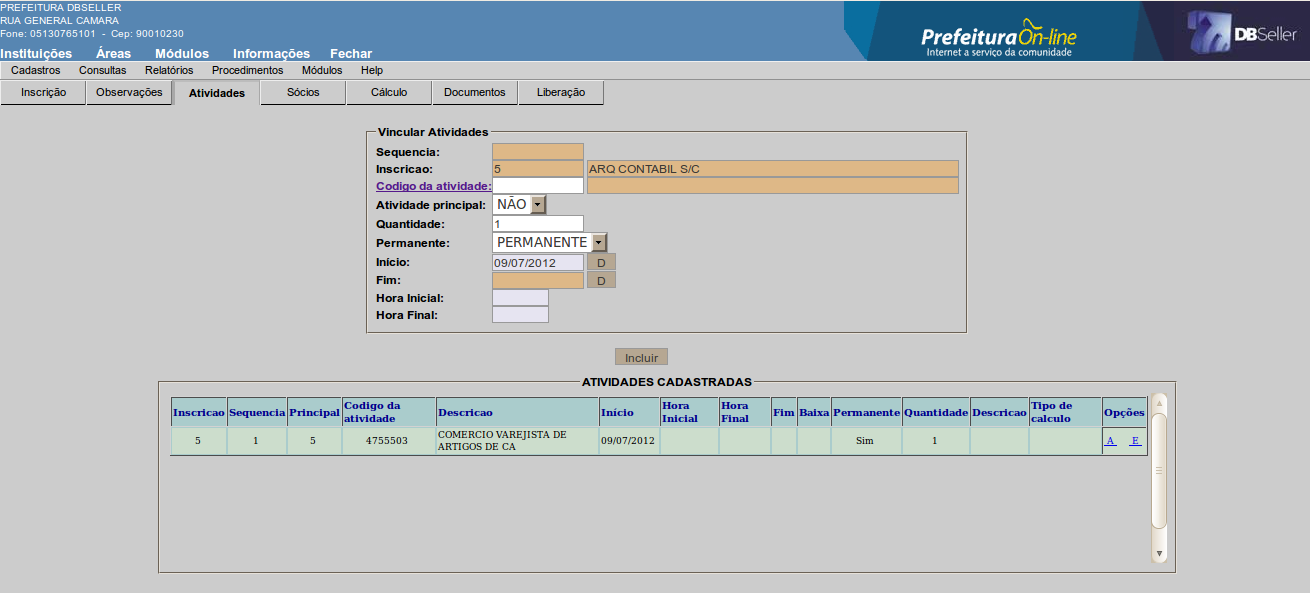 PREFEITURA DBSELLER
RUA GENERAL CAMARA
Fone: 05130765101 - Cep: 90010230
Instituições Áreas Módulos Informações Fechar
Prefeitura On-line
Internet a serviço da comunidade
DBSeller
Cadastros Consultas Relatórios Procedimentos Módulos Help
Inscrição Observações Atividades Sócios Cálculo Documentos Liberação
Vincular Atividades
Sequencia:
Inscricao: 5 ARQ CONTABIL S/C
Codigo da atividade:
Atividade principal: NÃO
Quantidade: 1
Permanente: PERMANENTE
Início: 09/07/2012 D
Fim: D
Hora Inicial:
Hora Final:
Incluir
ATIVIDADES CADASTRADAS
Inscricao Sequencia Principal Codigo da atividade Descricao Início Hora Inicial Hora Final Fim Baixa Permanente Quantidade Descricao Tipo de calculo Opções
5 1 5 4755503 COMERCIO VAREJISTA DE ARTIGOS DE CA 09/07/2012 Sim 1 A E